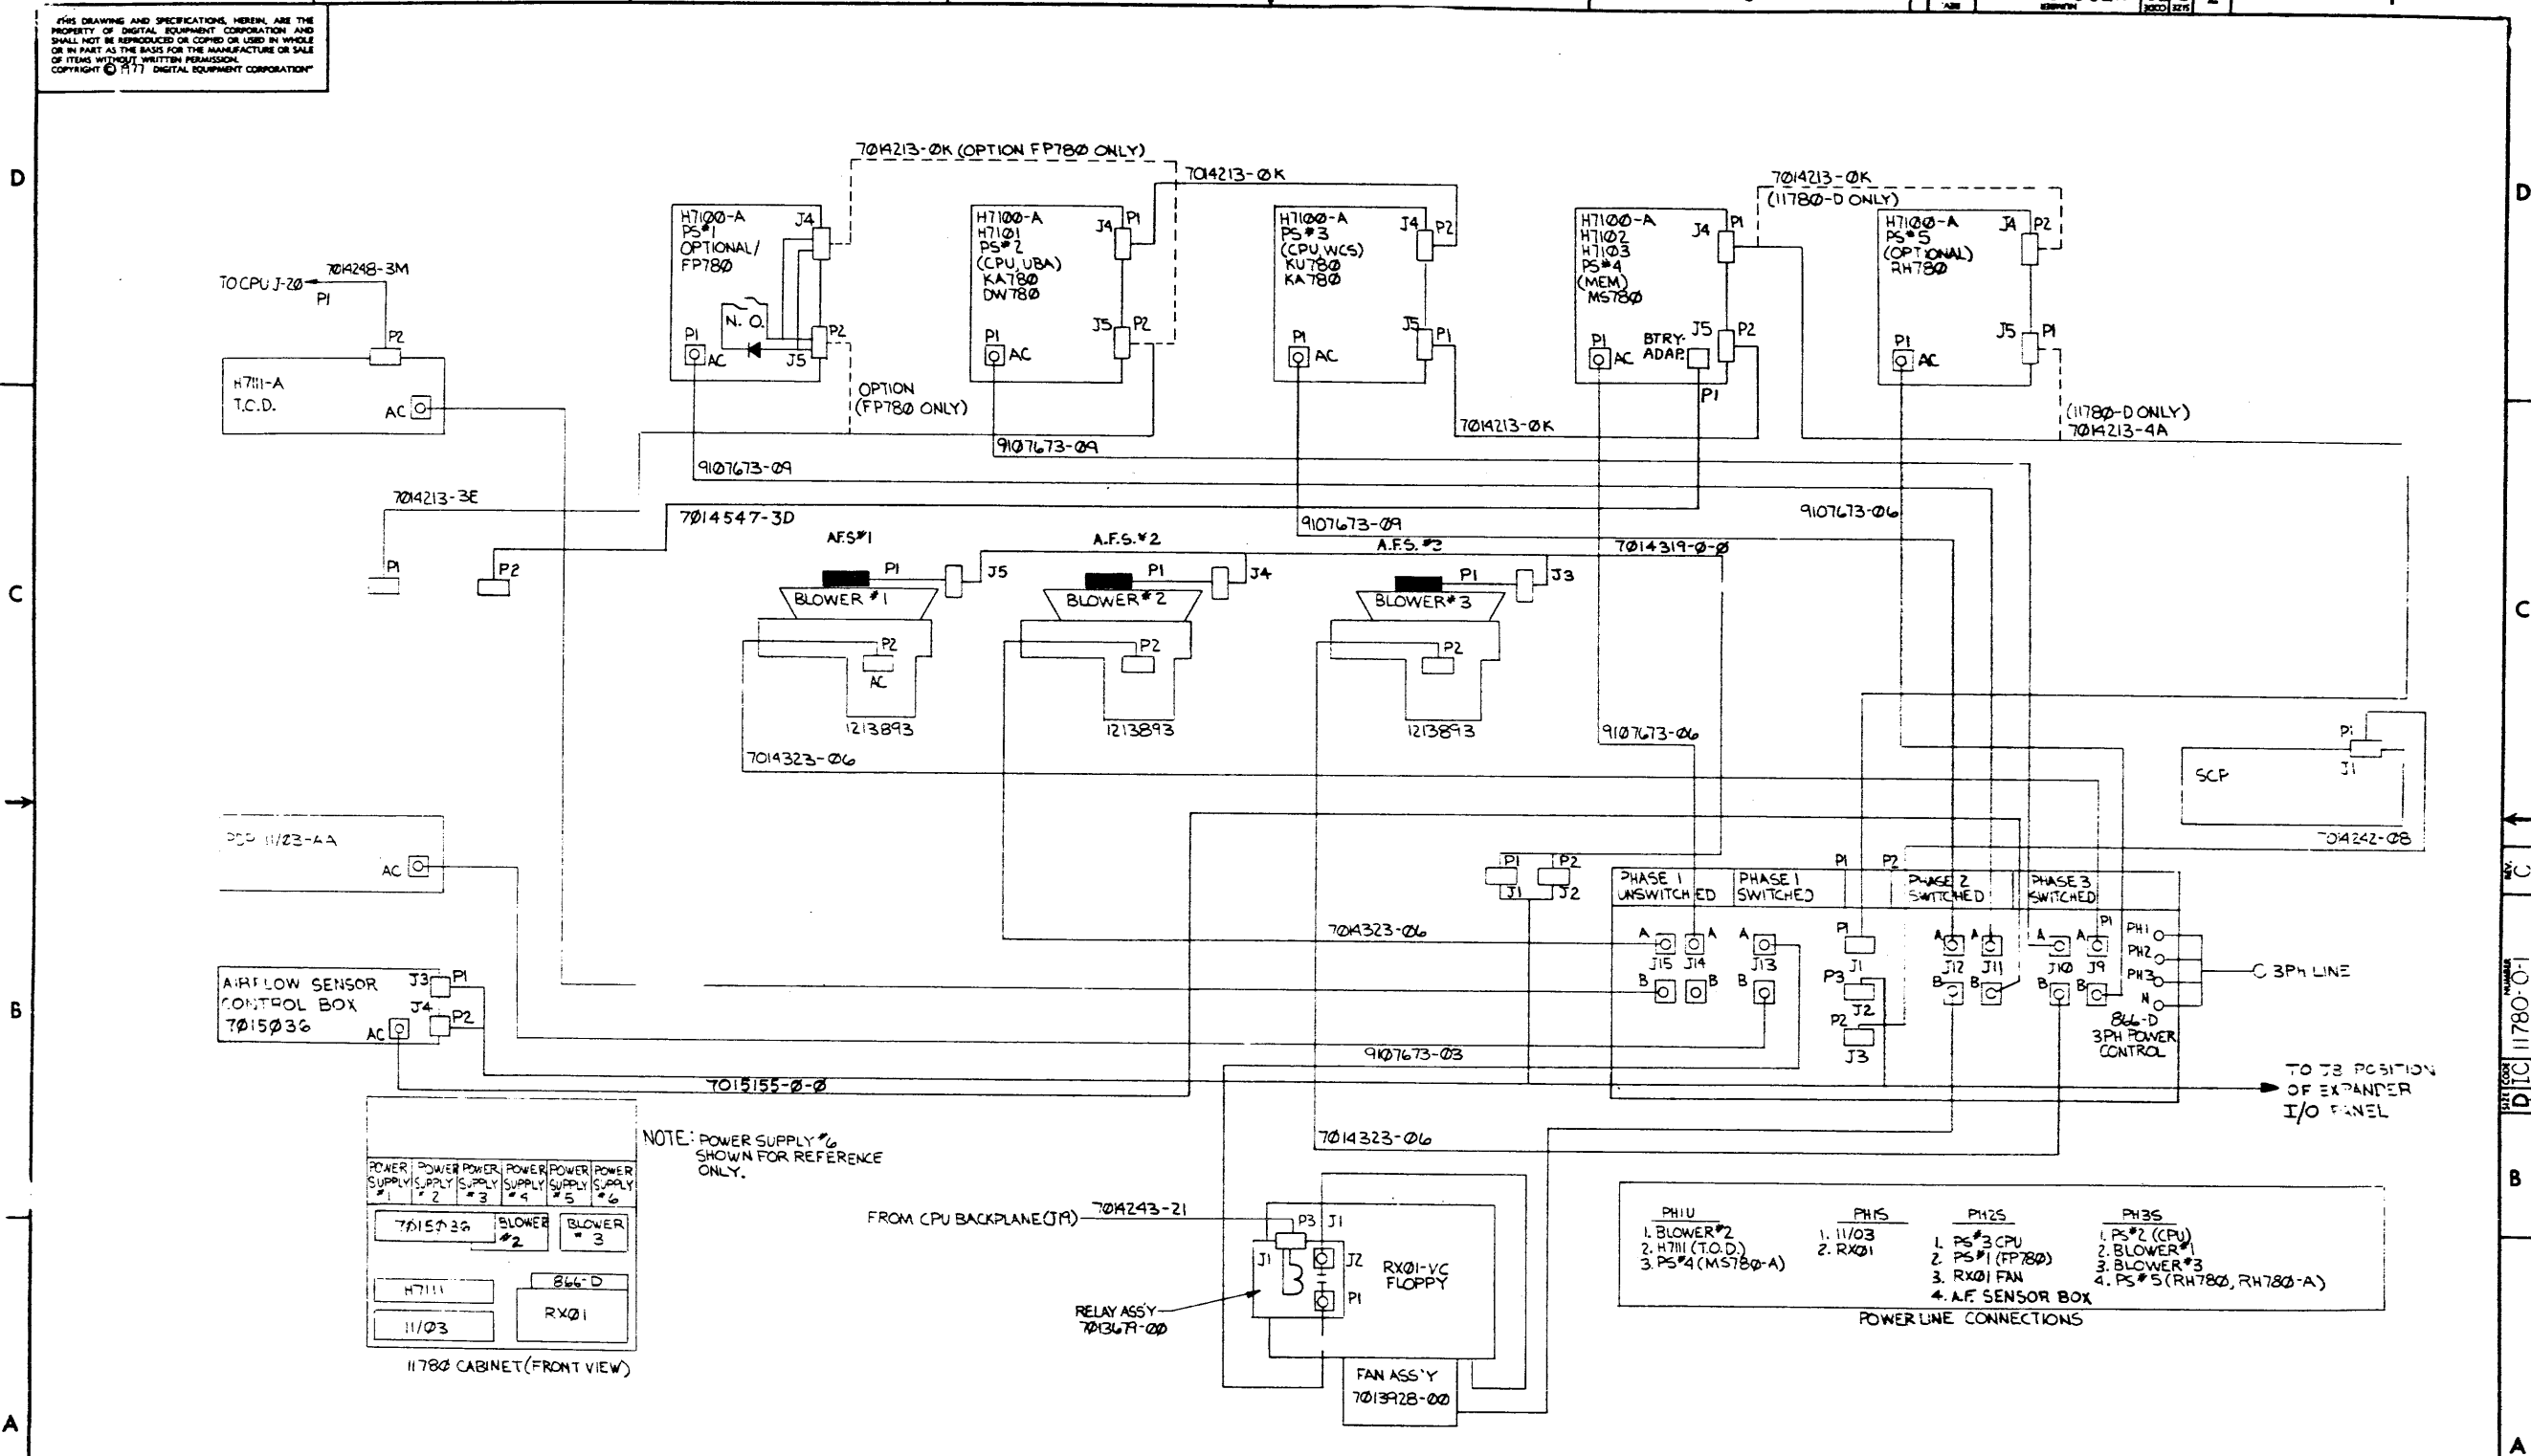 THIS DRAWING AND SPECIFICATIONS, HEREIN, ARE THE
PROPERTY OF DIGITAL EQUIPMENT CORPORATION AND
SHALL NOT BE REPRODUCED OR COPIED OR USED IN WHOLE
OR IN PART AS THE BASIS FOR THE MANUFACTURE OR SALE
OF ITEMS WITHOUT WRITTEN PERMISSION.
COPYRIGHT © 1977 DIGITAL EQUIPMENT CORPORATION"
REV.
NUMBER
SIZE CODE
D
D
7014213-0K (OPTION FP780 ONLY)
7014213-0K
7014213-0K
(11780-D ONLY)
H7100-A
PS#1
OPTIONAL/
FP780
J4
N.O.
P1
AC
P2
J5
H7100-A
H7101
PS#2
(CPU,UBA)
KA780
DW780
J4
P1
P1
AC
J5
P2
H7100-A
PS#3
(CPU,WCS)
KU780
KA780
J4
P2
P1
AC
J5
P1
H7100-A
H7102
H7103
PS#4
(MEM)
MS780
J4
P1
P1
AC
BTRY.
ADAP.
J5
P2
P1
H7100-A
PS#5
(OPTIONAL)
RH780
J4
P2
P1
AC
J5
P1
TO CPU J-20
7014248-3M
P1
P2
H7111-A
T.C.D.
AC
OPTION
(FP780 ONLY)
(11780-D ONLY)
7014213-4A
7014213-0K
9107673-09
9107673-09
7014213-3E
7014547-3D
9107673-09
9107673-06
7014319-0-0
A.F.S#1
A.F.S.#2
A.F.S. #3
C
C
P1
P2
P1
J5
P1
J4
P1
J3
BLOWER #1
BLOWER#2
BLOWER#3
P2
AC
P2
P2
1213893
1213893
1213893
7014323-06
9107673-06
P1
J1
SCP
7014242-08
11/03-AA
AC
P1
P2
J1
J2
P1
P2
PHASE 1
UNSWITCHED
PHASE 1
SWITCHED
PHASE 2
SWITCHED
PHASE 3
SWITCHED
7014323-06
A
A
A
P1
A
A
A
A
P1
J15
J14
J13
J1
J12
J11
J10
J9
B
B
B
P3
J2
P2
J3
B
B
B
B
PH1
PH2
PH3
N
3PH LINE
866-D
3PH POWER
CONTROL
REV.
C
NUMBER
11780-0-1
SIZE CODE
D IC
B
AIRFLOW SENSOR
CONTROL BOX
7015036
J3
P1
J4
P2
AC
9107673-03
7015155-0-0
TO J3 POSITION
OF EXPANDER
I/O PANEL
NOTE: POWER SUPPLY #6
SHOWN FOR REFERENCE
ONLY.
7014323-06
POWER SUPPLY #1
POWER SUPPLY #2
POWER SUPPLY #3
POWER SUPPLY #4
POWER SUPPLY #5
POWER SUPPLY #6
7015036
BLOWER #2
BLOWER #3
H7111
866-D
11/03
RX01
11780 CABINET (FRONT VIEW)
FROM CPU BACKPLANE (J19)
7014243-21
P3
J1
J1
J2
P1
RX01-VC
FLOPPY
RELAY ASS'Y
7013679-00
FAN ASS'Y
7013928-00
B
PH1U
1. BLOWER#2
2. H7111 (T.O.D.)
3. PS#4 (MS780-A)
PH1S
1. 11/03
2. RX01
PH2S
1. PS#3 CPU
2. PS#1 (FP780)
3. RX01 FAN
4. A.F. SENSOR BOX
PH3S
1. PS#2 (CPU)
2. BLOWER#1
3. BLOWER#3
4. PS#5 (RH780, RH780-A)
POWER LINE CONNECTIONS
A
A